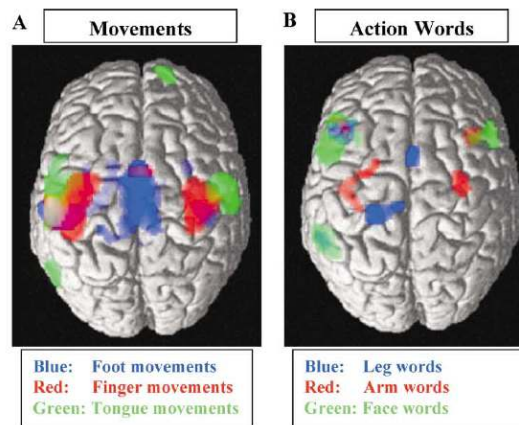 A
Movements
Blue: Foot movements
Red: Finger movements
Green: Tongue movements
B
Action Words
Blue: Leg words
Red: Arm words
Green: Face words